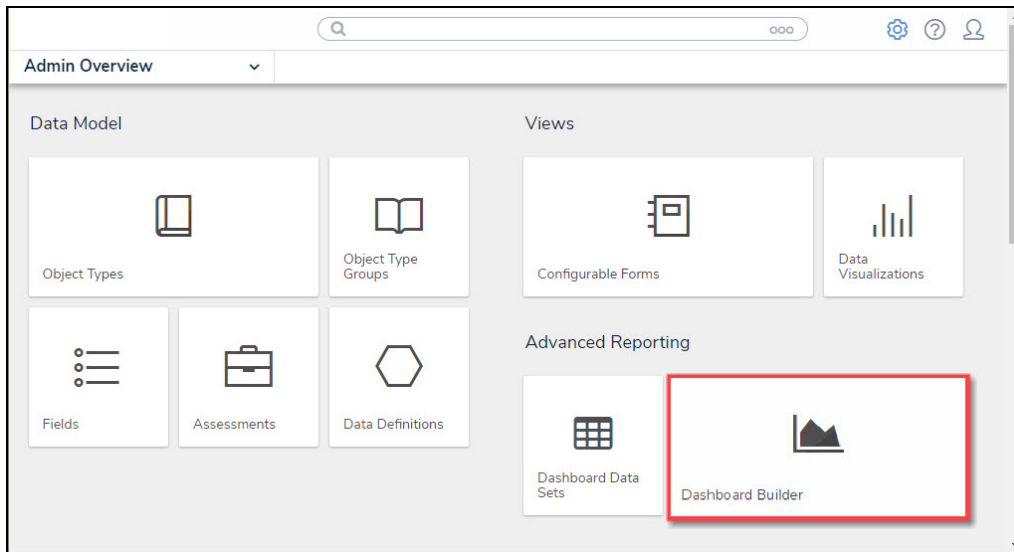 Admin Overview
Data Model
Object Types
Object Type
Groups
Fields
Assessments
Data Definitions
Views
Configurable Forms
Data
Visualizations
Advanced Reporting
Dashboard Data
Sets
Dashboard Builder